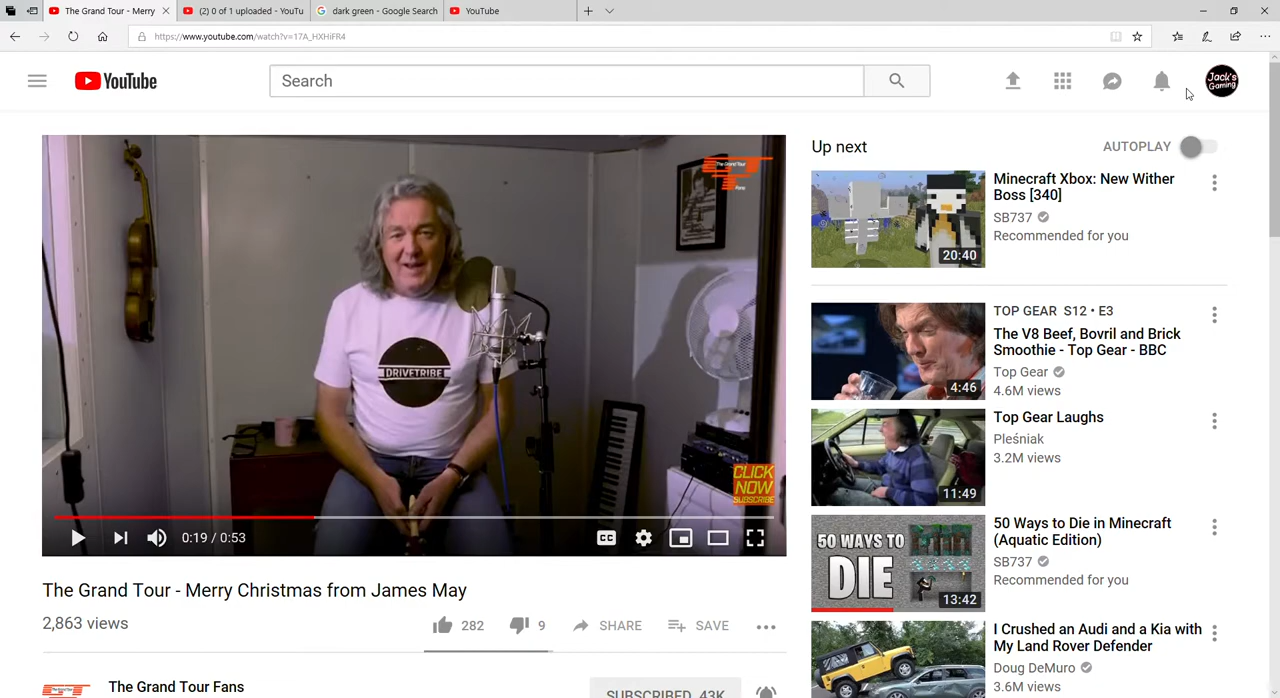 The Grand Tour - Merry
(2) 0 of 1 uploaded - YouTu
dark green - Google Search
YouTube
https://www.youtube.com/watch?v=17A_HXHiFR4
YouTube
Search
Jack's
Gaming
The Grand Tour
Fans
DRIVETRIBE
CLICK
NOW
SUBSCRIBE
0:19 / 0:53
CC
The Grand Tour - Merry Christmas from James May
2,863 views
282
9
SHARE
SAVE
The Grand Tour Fans
SUBSCRIBED 43K
Up next
AUTOPLAY
20:40
Minecraft Xbox: New Wither
Boss [340]
SB737
Recommended for you
4:46
TOP GEAR S12 • E3
The V8 Beef, Bovril and Brick
Smoothie - Top Gear - BBC
Top Gear
4.6M views
11:49
Top Gear Laughs
Pleśniak
3.2M views
50 WAYS TO
DIE
13:42
50 Ways to Die in Minecraft
(Aquatic Edition)
SB737
Recommended for you
I Crushed an Audi and a Kia with
My Land Rover Defender
Doug DeMuro
3.6M views